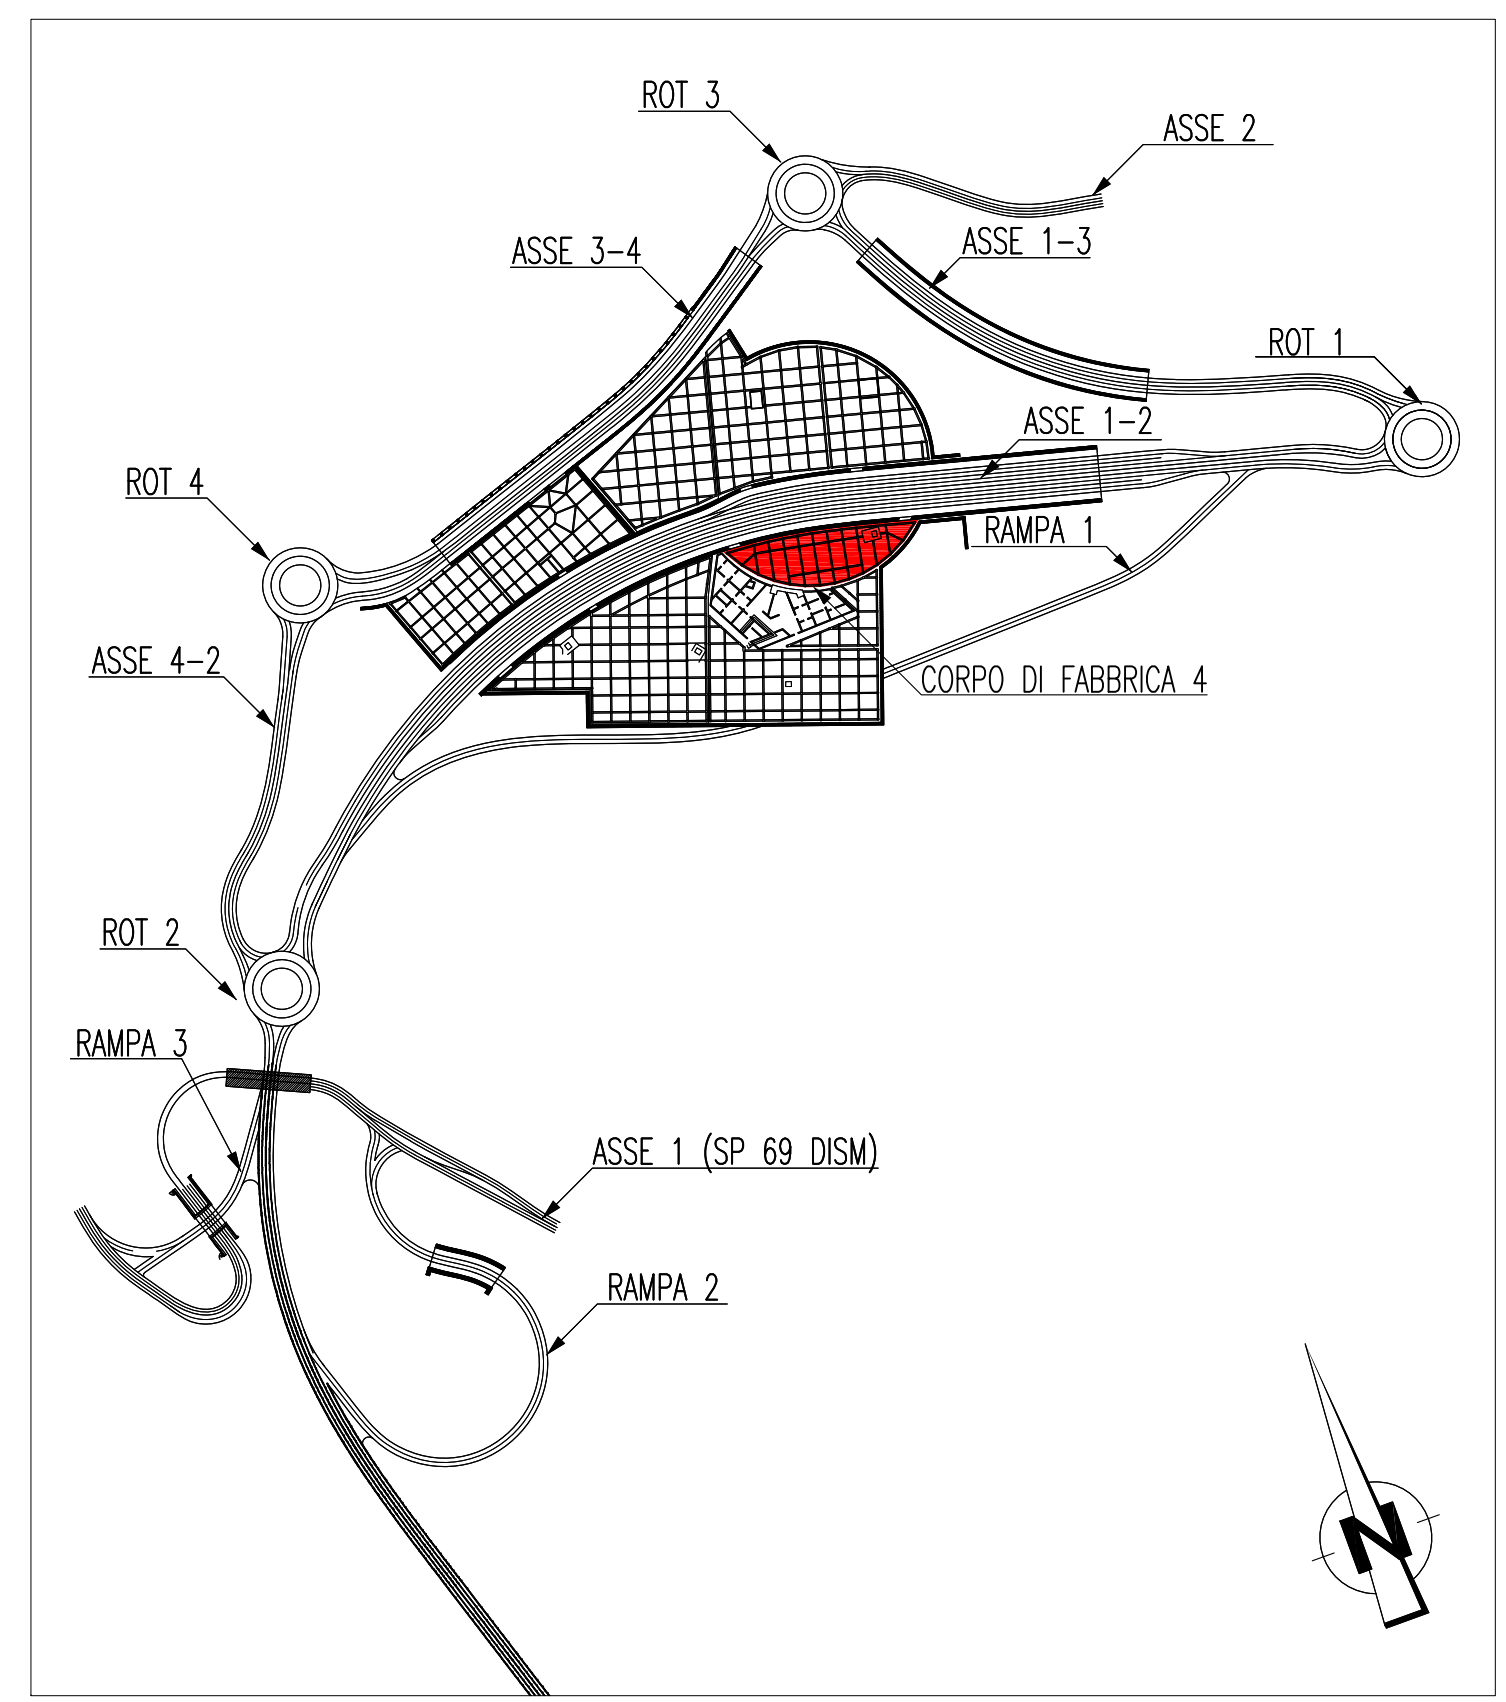 ROT 3
ASSE 2
ASSE 3-4
ASSE 1-3
ROT 1
ASSE 1-2
ROT 4
RAMPA 1
ASSE 4-2
CORPO DI FABBRICA 4
ROT 2
RAMPA 3
ASSE 1 (SP 69 DISM)
RAMPA 2
N